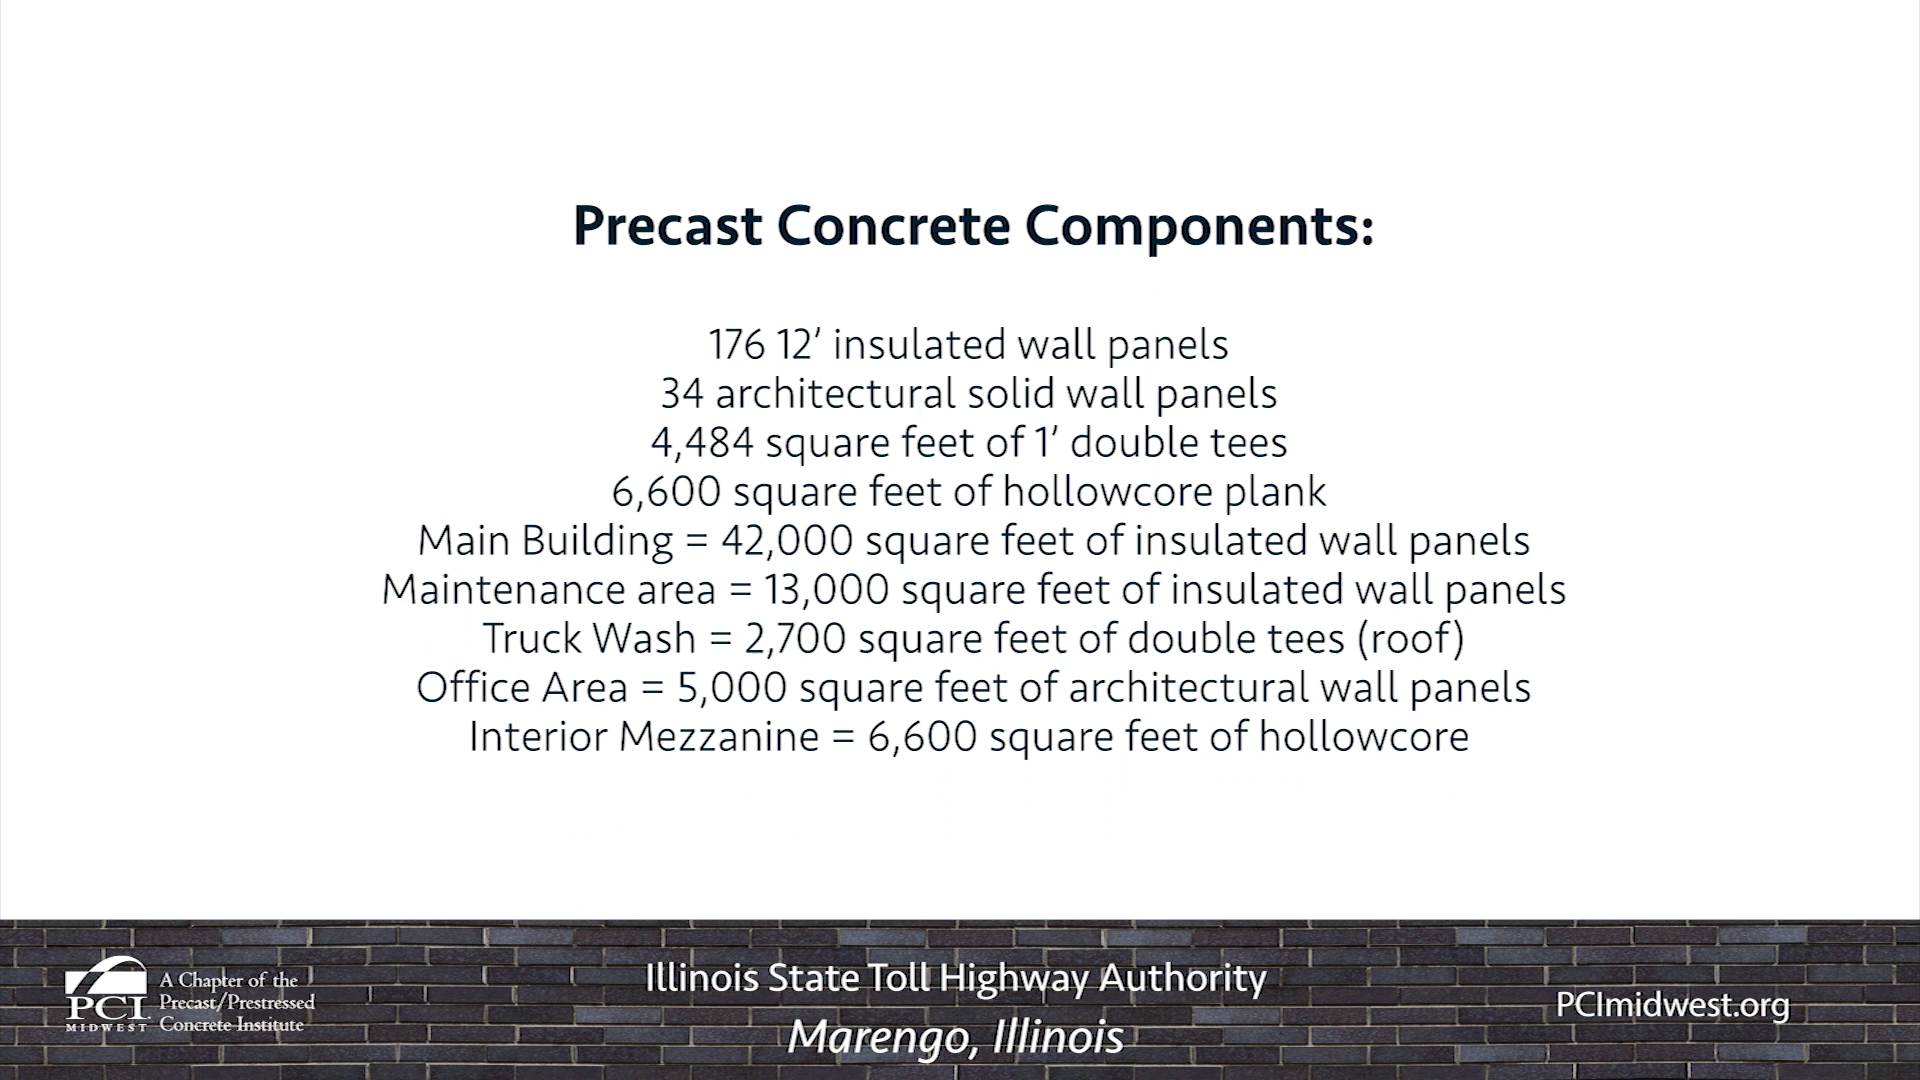 Precast Concrete Components:
176 12’ insulated wall panels
34 architectural solid wall panels
4,484 square feet of 1’ double tees
6,600 square feet of hollowcore plank
Main Building = 42,000 square feet of insulated wall panels
Maintenance area = 13,000 square feet of insulated wall panels
Truck Wash = 2,700 square feet of double tees (roof)
Office Area = 5,000 square feet of architectural wall panels
Interior Mezzanine = 6,600 square feet of hollowcore
PCI
MIDWEST
A Chapter of the
Precast/Prestressed
Concrete Institute
Illinois State Toll Highway Authority
Marengo, Illinois
PCImidwest.org